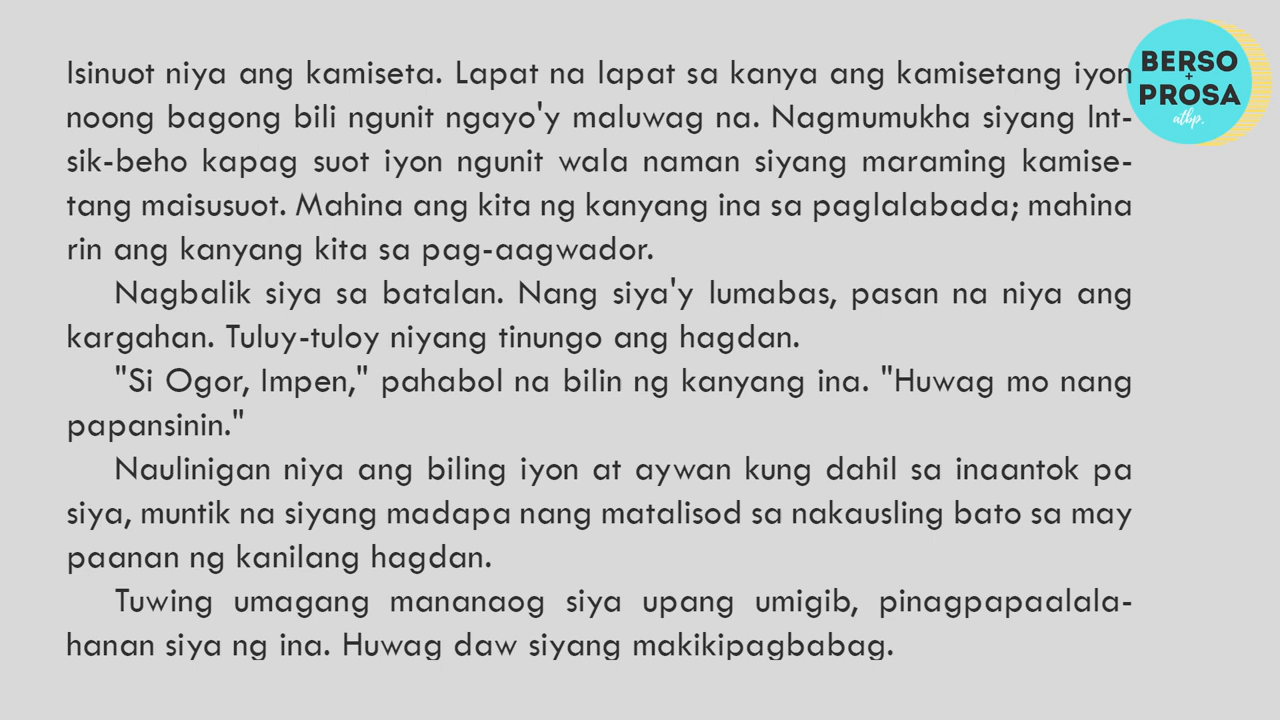 Isinuot niya ang kamiseta. Lapat na lapat sa kanya ang kamisetang iyon
noong bagong bili ngunit ngayo'y maluwag na. Nagmumukha siyang Int-
sik-beho kapag suot iyon ngunit wala naman siyang maraming kamise-
tang maisusuot. Mahina ang kita ng kanyang ina sa paglalabada; mahina
rin ang kanyang kita sa pag-aagwador.
Nagbalik siya sa batalan. Nang siya'y lumabas, pasan na niya ang
kargahan. Tuluy-tuloy niyang tinungo ang hagdan.
"Si Ogor, Impen," pahabol na bilin ng kanyang ina. "Huwag mo nang
papansinin."
Naulinigan niya ang biling iyon at aywan kung dahil sa inaantok pa
siya, muntik na siyang madapa nang matalisod sa nakausling bato sa may
paanan ng kanilang hagdan.
Tuwing umagang mananaog siya upang umigib, pinagpapaalala-
hanan siya ng ina. Huwag daw siyang makikipagbabag.
BERSO
+
PROSA
atbp.